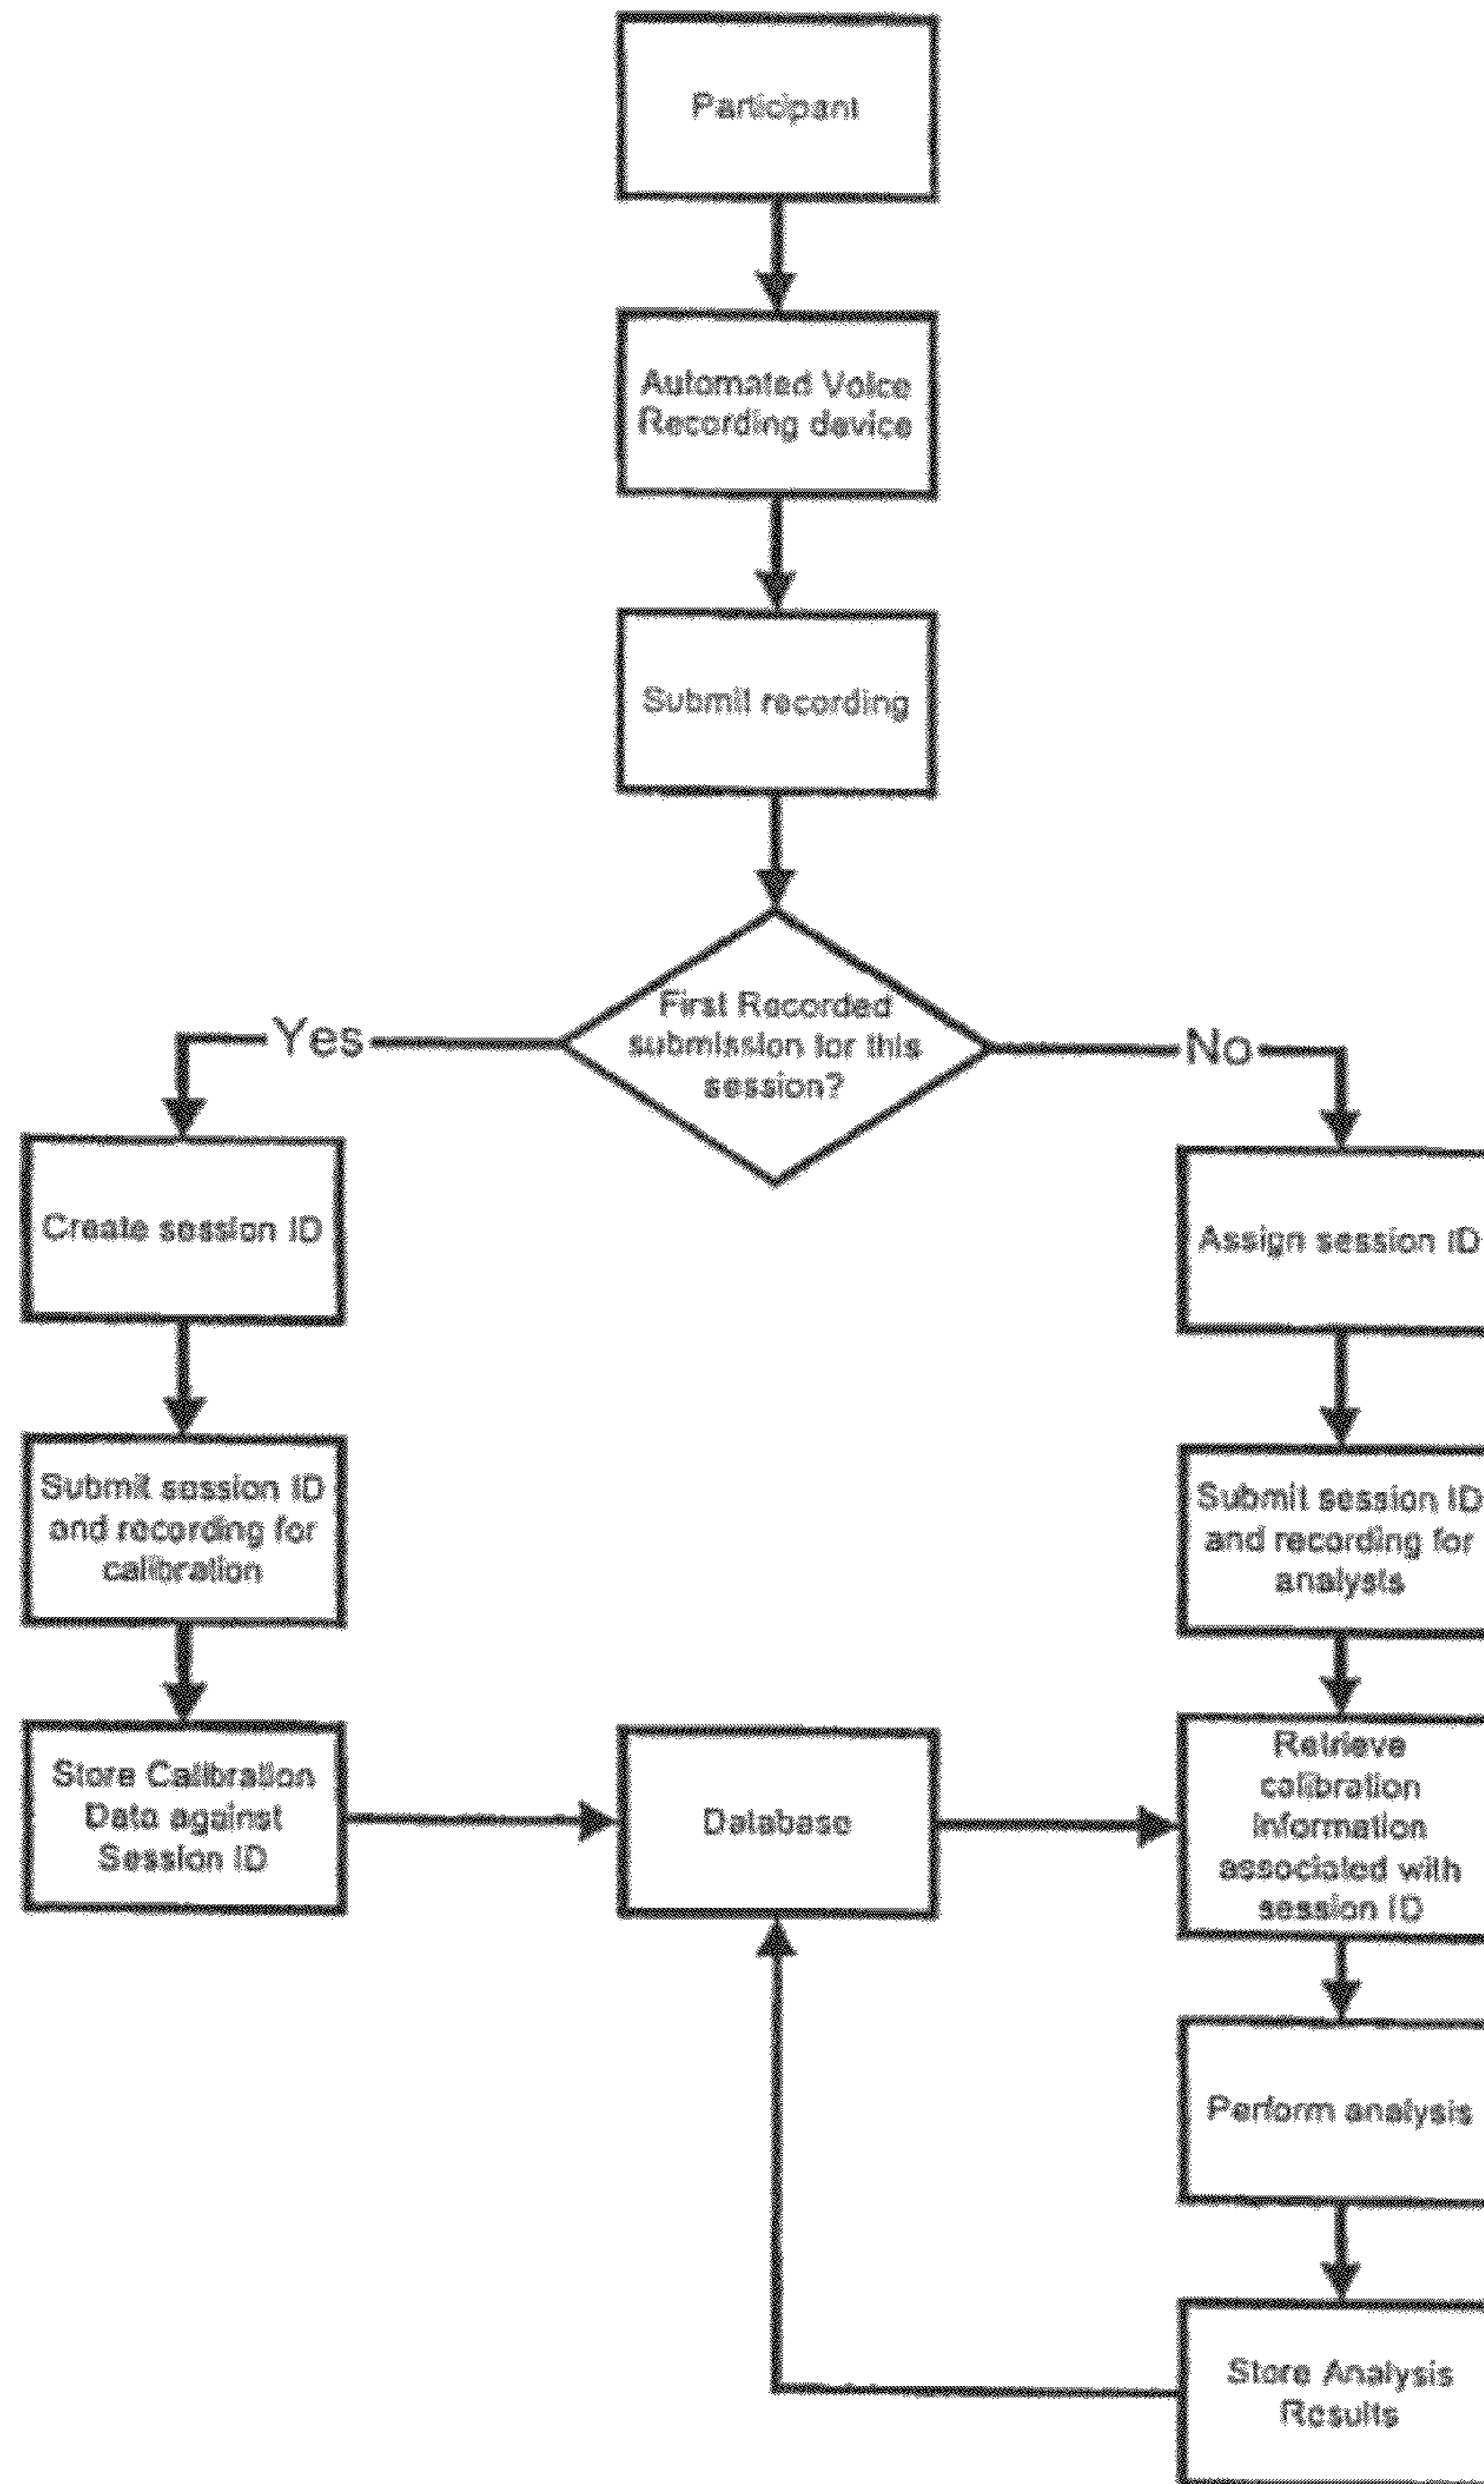 Participant
Automated Voice
Recording device
Submit recording
First Recorded
submission for this
session?
Yes
No
Create session ID
Assign session ID
Submit session ID
and recording for
calibration
Submit session ID
and recording for
analysis
Store Calibration
Data against
Session ID
Database
Retrieve
calibration
information
associated with
session ID
Perform analysis
Store Analysis
Results